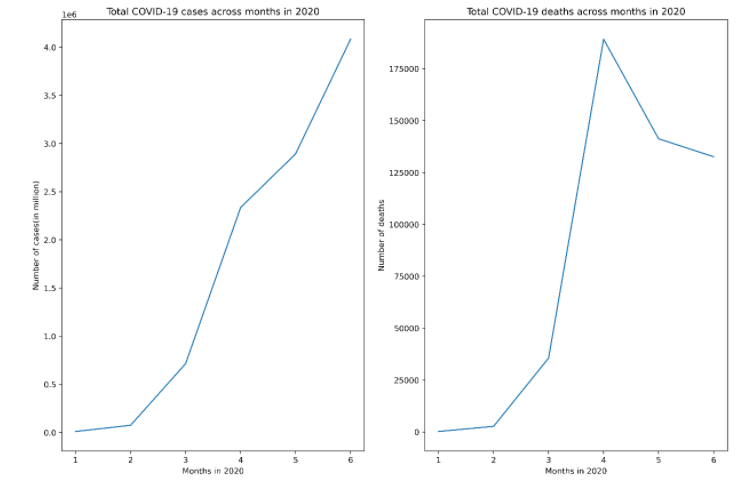 Total COVID-19 cases across months in 2020
1e6
4.0
3.5
3.0
2.5
2.0
1.5
1.0
0.5
0.0
Number of cases(in million)
1 2 3 4 5 6
Months in 2020
Total COVID-19 deaths across months in 2020
175000
150000
125000
100000
75000
50000
25000
0
Number of deaths
1 2 3 4 5 6
Months in 2020